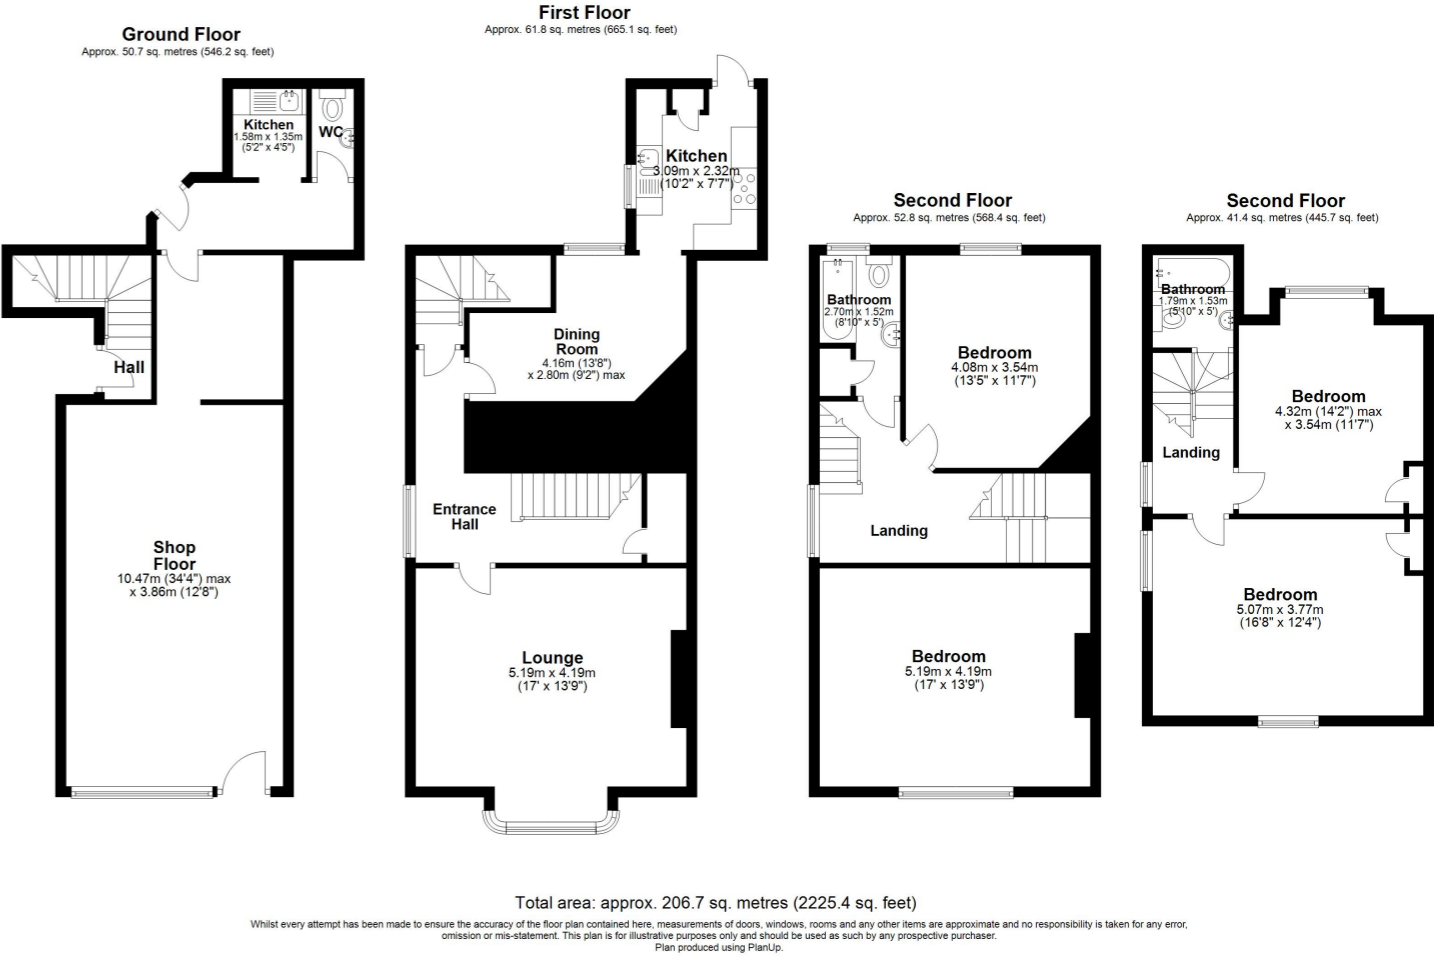 Ground Floor
Approx. 50.7 sq. metres (546.2 sq. feet)
Kitchen
1.58m x 1.35m
(5'2" x 4'5")
WC
Hall
Shop
Floor
10.47m (34'4") max
x 3.86m (12'8")
First Floor
Approx. 61.8 sq. metres (665.1 sq. feet)
Kitchen
3.09m x 2.32m
(10'2" x 7'7")
Dining
Room
4.16m (13'8")
x 2.80m (9'2") max
Entrance
Hall
Lounge
5.19m x 4.19m
(17' x 13'9")
Second Floor
Approx. 52.8 sq. metres (568.4 sq. feet)
Bathroom
2.70m x 1.52m
(8'10" x 5')
Bedroom
4.08m x 3.54m
(13'5" x 11'7")
Landing
Bedroom
5.19m x 4.19m
(17' x 13'9")
Second Floor
Approx. 41.4 sq. metres (445.7 sq. feet)
Bathroom
1.79m x 1.53m
(5'10" x 5')
Bedroom
4.32m (14'2") max
x 3.54m (11'7")
Landing
Bedroom
5.07m x 3.77m
(16'8" x 12'4")
Total area: approx. 206.7 sq. metres (2225.4 sq. feet)
Whilst every attempt has been made to ensure the accuracy of the floor plan contained here, measurements of doors, windows, rooms and any other items are approximate and no responsibility is taken for any error,
omission or mis-statement. This plan is for illustrative purposes only and should be used as such by any prospective purchaser.
Plan produced using PlanUp.